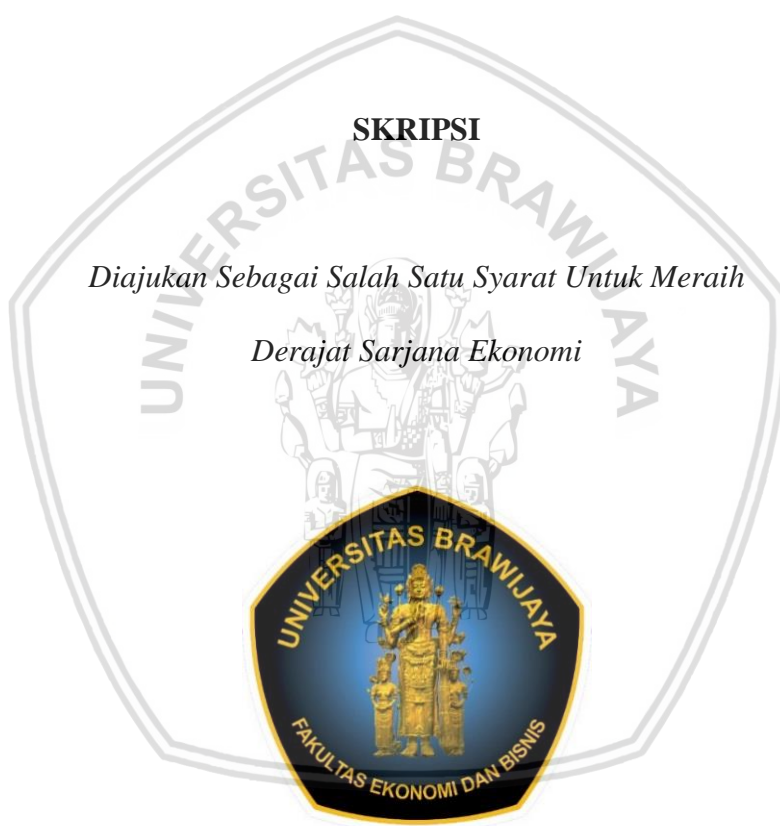 SKRIPSI
UNIVERSITAS BRAWIJAYA
Diajukan Sebagai Salah Satu Syarat Untuk Meraih
Derajat Sarjana Ekonomi
UNIVERSITAS BRAWIJAYA
FAKULTAS EKONOMI DAN BISNIS